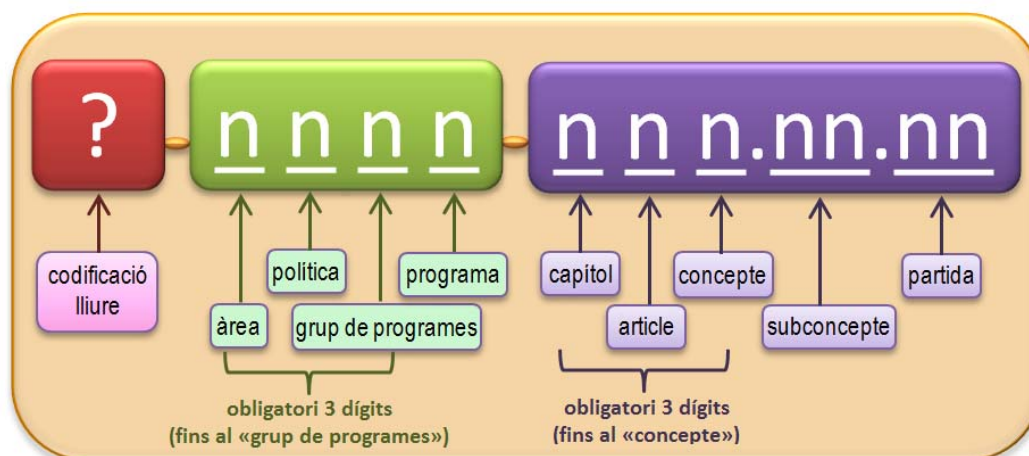 ?
n n n n
n n n.nn.nn
codificació
lliure
política
programa
àrea
grup de programes
capítol
concepte
partida
article
subconcepte
obligatori 3 dígits
(fins al «grup de programes»)
obligatori 3 dígits
(fins al «concepte»)